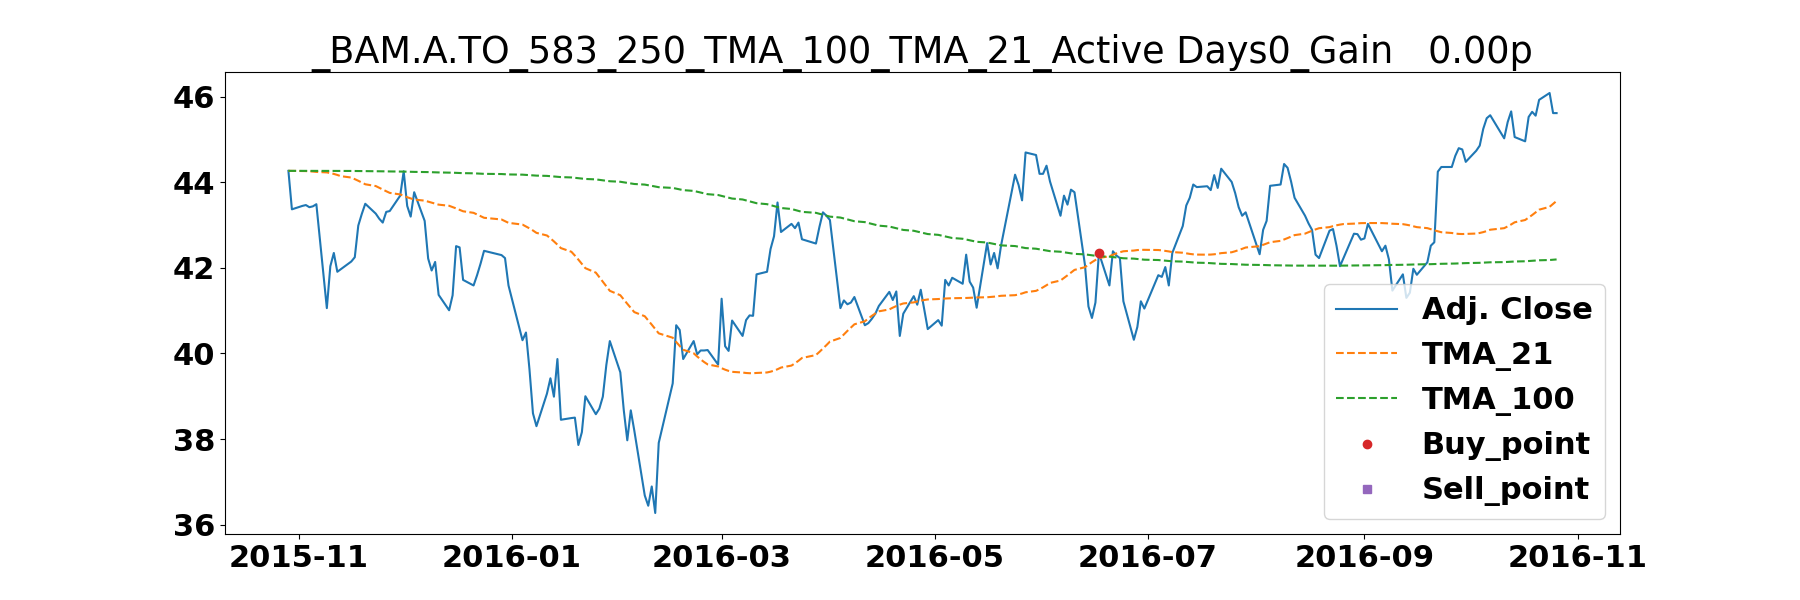 _BAM.A.TO_583_250_TMA_100_TMA_21_Active Days0_Gain   0.00p
46
44
42
40
38
36
2015-11 2016-01 2016-03 2016-05 2016-07 2016-09 2016-11
Adj. Close
TMA_21
TMA_100
Buy_point
Sell_point